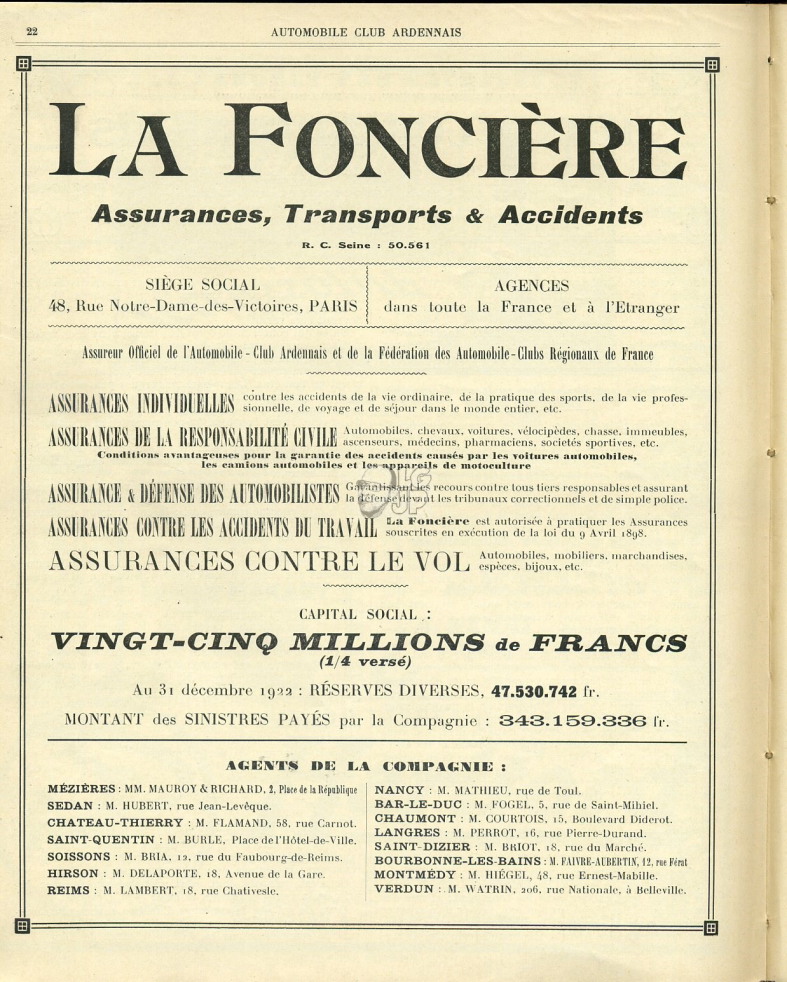 22
AUTOMOBILE CLUB ARDENNAIS
LA FONCIÈRE
Assurances, Transports & Accidents
R. C. Seine : 50.561
SIÈGE SOCIAL
48, Rue Notre-Dame-des-Victoires, PARIS
AGENCES
dans toute la France et à l'Etranger
Assureur Officiel de l'Automobile-Club Ardennais et de la Fédération des Automobile-Clubs Régionaux de France
ASSURANCES INDIVIDUELLES contre les accidents de la vie ordinaire, de la pratique des sports, de la vie profes-
sionnelle, de voyage et de séjour dans le monde entier, etc.
ASSURANCES DE LA RESPONSABILITÉ CIVILE Automobiles, chevaux, voitures, vélocipèdes, chasse, immeubles,
ascenseurs, médecins, pharmaciens, societés sportives, etc.
Conditions avantageuses pour la garantie des accidents causés par les voitures automobiles,
les camions automobiles et les appareils de motoculture
ASSURANCE & DÉFENSE DES AUTOMOBILISTES Garantissant les recours contre tous tiers responsables et assurant
la défense devant les tribunaux correctionnels et de simple police.
ASSURANCES CONTRE LES ACCIDENTS DU TRAVAIL La Foncière est autorisée à pratiquer les Assurances
souscrites en exécution de la loi du 9 Avril 1898.
ASSURANCES CONTRE LE VOL Automobiles, mobiliers, marchandises,
espèces, bijoux, etc.
CAPITAL SOCIAL :
VINGT-CINQ MILLIONS de FRANCS
(1/4 versé)
Au 31 décembre 1922 : RÉSERVES DIVERSES, 47.530.742 fr.
MONTANT des SINISTRES PAYÉS par la Compagnie : 343.159.336 fr.
AGENTS DE LA COMPAGNIE :
MÉZIÈRES : MM. MAUROY & RICHARD, 2, Place de la République
SEDAN : M. HUBERT, rue Jean-Levêque.
CHATEAU-THIERRY : M. FLAMAND, 58, rue Carnot.
SAINT-QUENTIN : M. BURLE, Place de l'Hôtel-de-Ville.
SOISSONS : M. BRIA, 12, rue du Faubourg-de-Reims.
HIRSON : M. DELAPORTE, 18, Avenue de la Gare.
REIMS : M. LAMBERT, 18, rue Chativesle.
NANCY : M. MATHIEU, rue de Toul.
BAR-LE-DUC : M. FOGEL, 5, rue de Saint-Mihiel.
CHAUMONT : M. COURTOIS, 15, Boulevard Diderot.
LANGRES : M. PERROT, 16, rue Pierre-Durand.
SAINT-DIZIER : M. BRIOT, 18, rue du Marché.
BOURBONNE-LES-BAINS : M. FAIVRE-AUBERTIN, 12, rue Férat
MONTMÉDY : M. HIÉGEL, 48, rue Ernest-Mabille.
VERDUN : M. WATRIN, 206, rue Nationale, à Belleville.